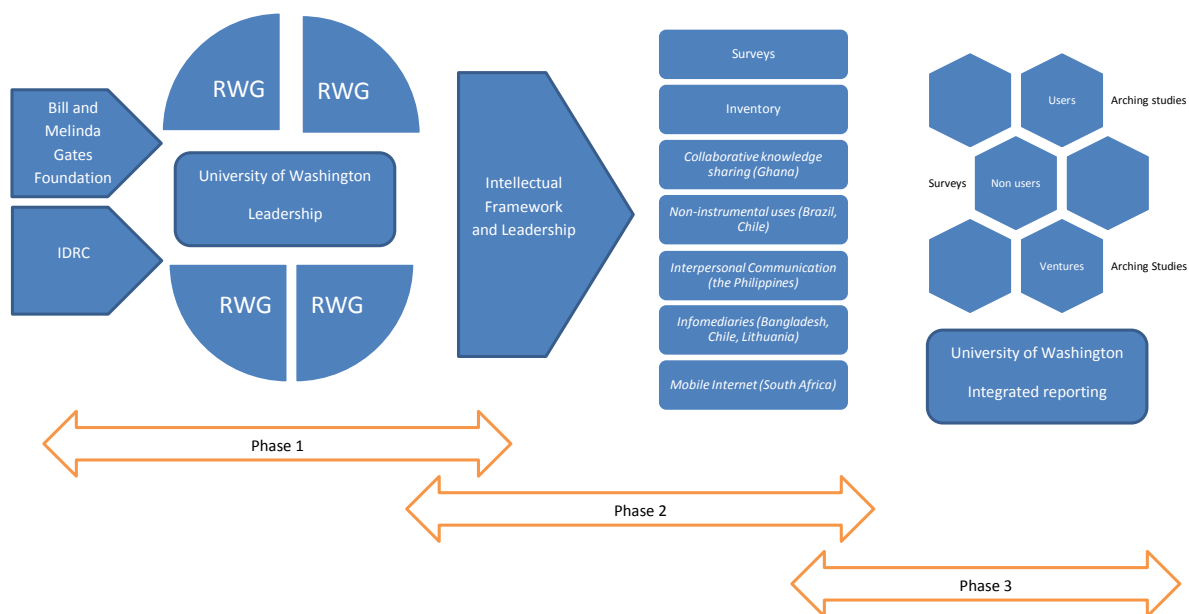 Bill and
Melinda
Gates
Foundation
IDRC
RWG
RWG
University of Washington
Leadership
RWG
RWG
Intellectual
Framework
and Leadership
Surveys
Inventory
Collaborative knowledge
sharing (Ghana)
Non-instrumental uses (Brazil,
Chile)
Interpersonal Communication
(the Philippines)
Infomediaries (Bangladesh,
Chile, Lithuania)
Mobile Internet (South Africa)
Users
Arching studies
Surveys
Non users
Ventures
Arching Studies
University of Washington
Integrated reporting
Phase 1
Phase 2
Phase 3